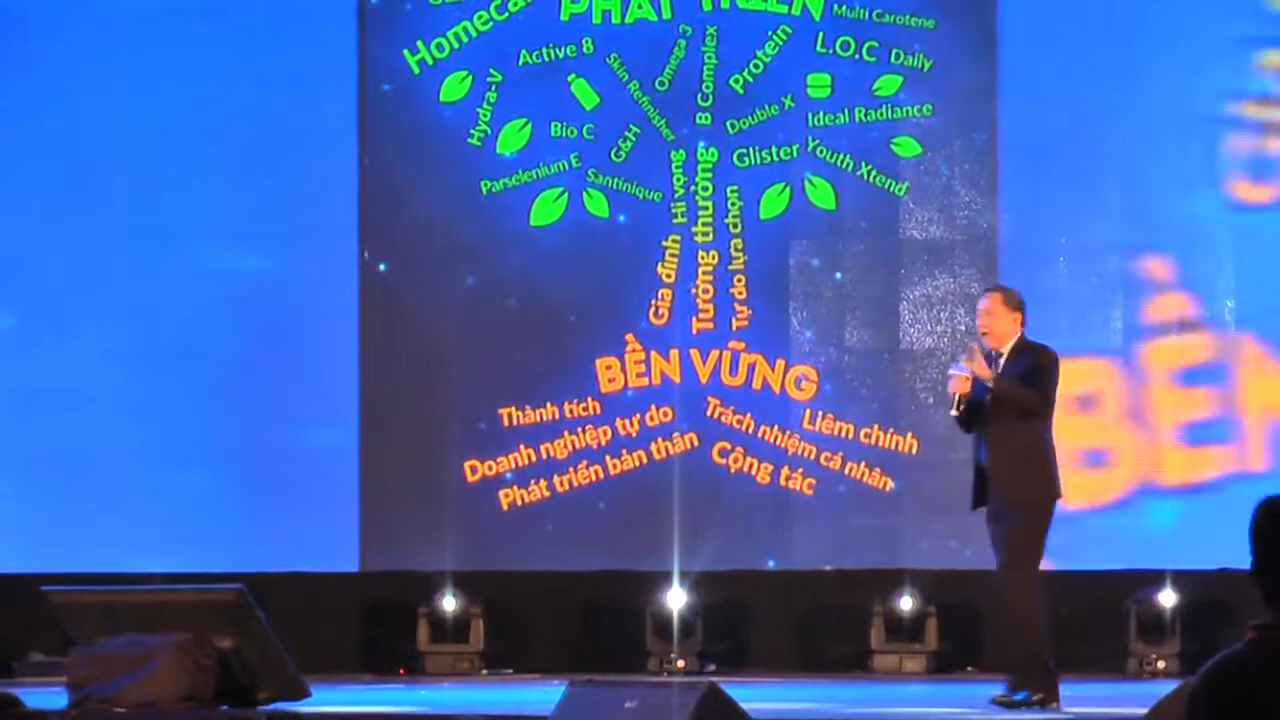 Homecar
PHÁT TRIỂN
Multi Carotene
Active 8
Omega 3
B Complex
Protein
L.O.C Daily
Hydra-V
Skin Refinisher
Double X
Ideal Radiance
Bio C
G&H
Glister
Youth Xtend
Parselenium E
Santinique
Hi vọng
Gia đình
Tưởng thưởng
Tự do lựa chọn
BỀN VỮNG
BỀN
Thành tích
Doanh nghiệp tự do
Phát triển bản thân
Trách nhiệm cá nhân
Liêm chính
Cộng tác